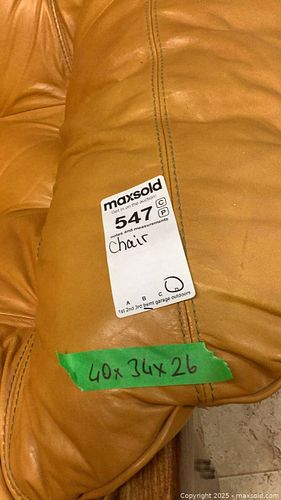 maxsold
Get in on the auction!
547 C
P
notes and measurements
chair
A B C
1st 2nd 3rd bsmt garage outdoors
40x34x26
Copyright 2025 - maxsold.com